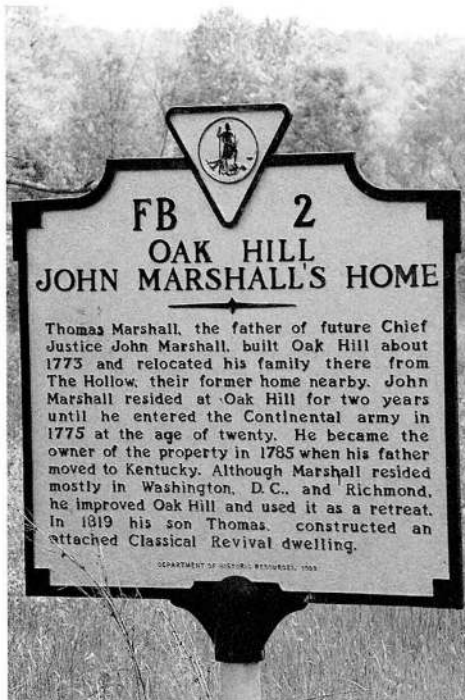 FB 2
OAK HILL
JOHN MARSHALL'S HOME
Thomas Marshall, the father of future Chief
Justice John Marshall, built Oak Hill about
1773 and relocated his family there from
The Hollow, their former home nearby. John
Marshall resided at Oak Hill for two years
until he entered the Continental army in
1775 at the age of twenty. He became the
owner of the property in 1785 when his father
moved to Kentucky. Although Marshall resided
mostly in Washington, D.C., and Richmond,
he improved Oak Hill and used it as a retreat.
In 1819 his son Thomas, constructed an
attached Classical Revival dwelling.
DEPARTMENT OF HISTORIC RESOURCES,